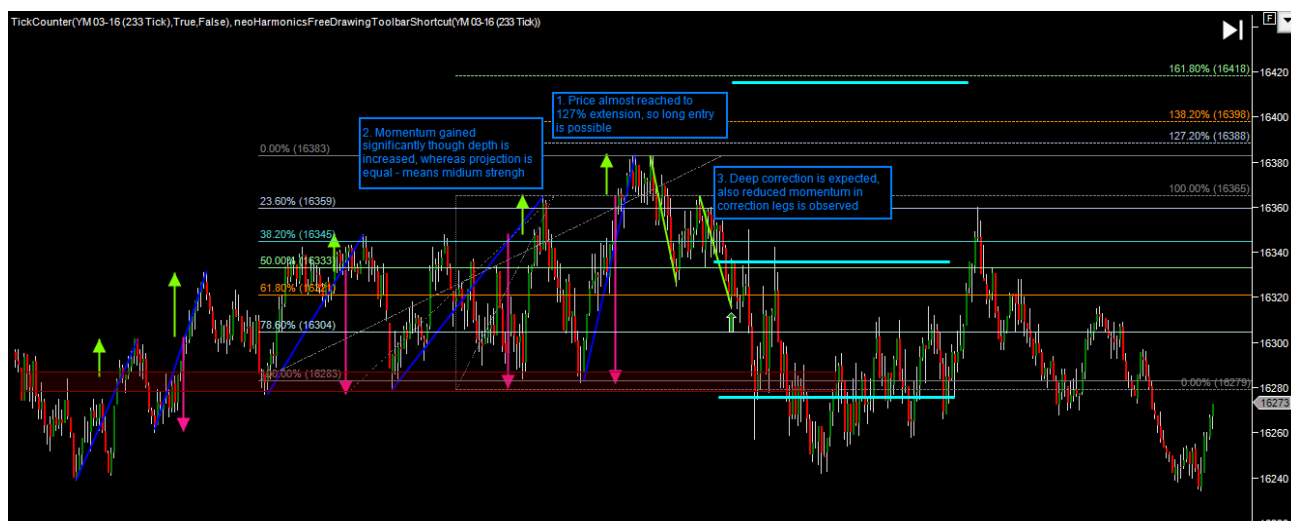 TickCounter(YM 03-16 (233 Tick),True,False), neoHarmonicsFreeDrawingToolbarShortcut(YM 03-16 (233 Tick))
F
161.80% (16418)
16420
1. Price almost reached to
127% extension, so long entry
is possible
138.20% (16398)
16400
2. Momentum gained
significantly though depth is
increased, whereas projection is
equal - means midium strengh
127.20% (16388)
0.00% (16383)
16380
3. Deep correction is expected,
also reduced momentum in
correction legs is observed
100.00% (16365)
23.60% (16359)
16360
38.20% (16345)
16340
50.00% (16333)
61.80% (1632
16320
78.60% (16304)
16300
(16283)
0.00% (16279)
16280
16273
16260
16240